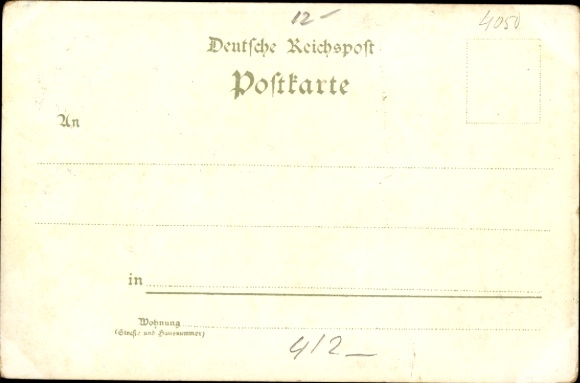 12-
4050
Deutsche Reichspost
Postkarte
An
in
Wohnung
(Straße und Hausnummer)
412-